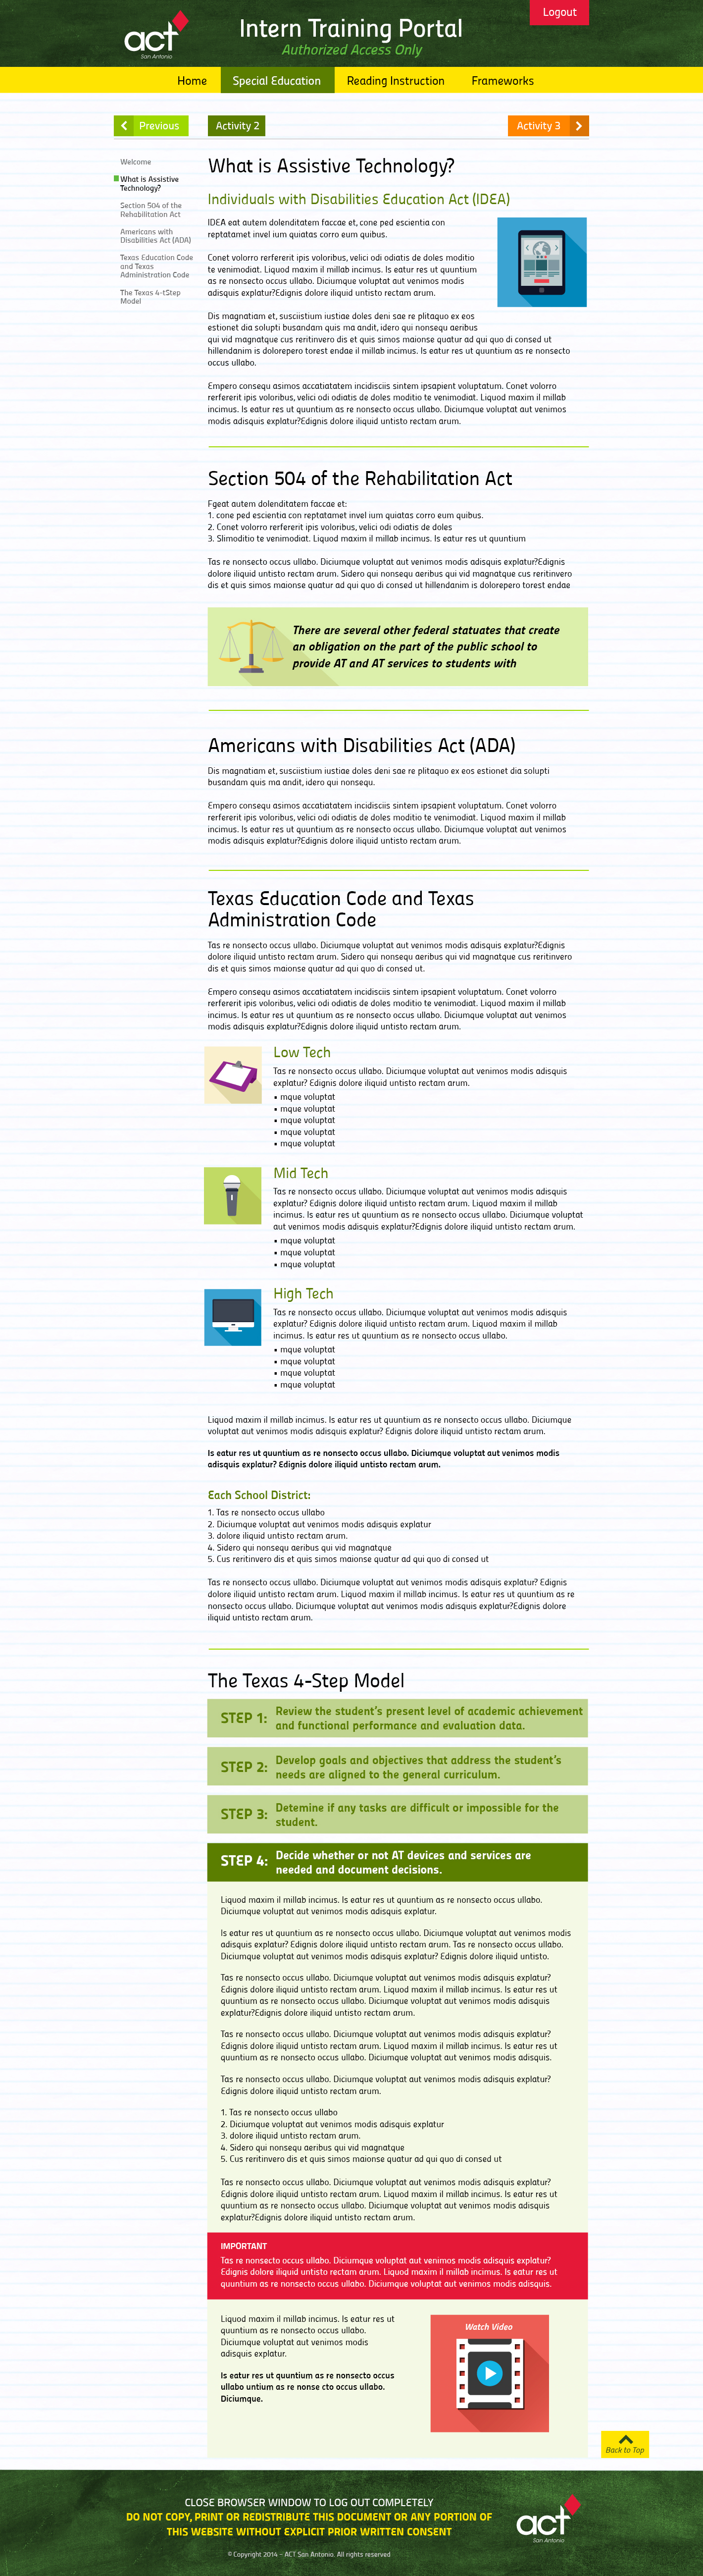 Logout
act
San Antonio
Intern Training Portal
Authorized Access Only
Home Special Education Reading Instruction Frameworks
Previous Activity 2 Activity 3
Welcome
What is Assistive
Technology?
Section 504 of the
Rehabilitation Act
Americans with
Disabilities Act (ADA)
Texas Education Code
and Texas
Administration Code
The Texas 4-tStep
Model
What is Assistive Technology?
Individuals with Disabilities Education Act (IDEA)
IDEA eat autem dolenditatem faccae et, cone ped escientia con
reptatamet invel ium quiatas corro eum quibus.
Conet volorro rerfererit ipis voloribus, velici odi odiatis de doles moditio
te venimodiat. Liquod maxim il millab incimus. Is eatur res ut quuntium
as re nonsecto occus ullabo. Diciumque voluptat aut venimos modis
adisquis explatur?Edignis dolore iliquid untisto rectam arum.
Dis magnatiam et, susciistium iustiae doles deni sae re plitaquo ex eos
estionet dia solupti busandam quis ma andit, idero qui nonsequ aeribus
qui vid magnatque cus reritinvero dis et quis simos maionse quatur ad qui quo di consed ut
hillendanim is dolorepero torest endae il millab incimus. Is eatur res ut quuntium as re nonsecto
occus ullabo.
Empero consequ asimos accatiatatem incidisciis sintem ipsapient voluptatum. Conet volorro
rerfererit ipis voloribus, velici odi odiatis de doles moditio te venimodiat. Liquod maxim il millab
incimus. Is eatur res ut quuntium as re nonsecto occus ullabo. Diciumque voluptat aut venimos
modis adisquis explatur?Edignis dolore iliquid untisto rectam arum.
Section 504 of the Rehabilitation Act
Fgeat autem dolenditatem faccae et:
1. cone ped escientia con reptatamet invel ium quiatas corro eum quibus.
2. Conet volorro rerfererit ipis voloribus, velici odi odiatis de doles
3. Slimoditio te venimodiat. Liquod maxim il millab incimus. Is eatur res ut quuntium
Tas re nonsecto occus ullabo. Diciumque voluptat aut venimos modis adisquis explatur?Edignis
dolore iliquid untisto rectam arum. Sidero qui nonsequ aeribus qui vid magnatque cus reritinvero
dis et quis simos maionse quatur ad qui quo di consed ut hillendanim is dolorepero torest endae
There are several other federal statuates that create
an obligation on the part of the public school to
provide AT and AT services to students with
Americans with Disabilities Act (ADA)
Dis magnatiam et, susciistium iustiae doles deni sae re plitaquo ex eos estionet dia solupti
busandam quis ma andit, idero qui nonsequ.
Empero consequ asimos accatiatatem incidisciis sintem ipsapient voluptatum. Conet volorro
rerfererit ipis voloribus, velici odi odiatis de doles moditio te venimodiat. Liquod maxim il millab
incimus. Is eatur res ut quuntium as re nonsecto occus ullabo. Diciumque voluptat aut venimos
modis adisquis explatur?Edignis dolore iliquid untisto rectam arum.
Texas Education Code and Texas
Administration Code
Tas re nonsecto occus ullabo. Diciumque voluptat aut venimos modis adisquis explatur?Edignis
dolore iliquid untisto rectam arum. Sidero qui nonsequ aeribus qui vid magnatque cus reritinvero
dis et quis simos maionse quatur ad qui quo di consed ut.
Empero consequ asimos accatiatatem incidisciis sintem ipsapient voluptatum. Conet volorro
rerfererit ipis voloribus, velici odi odiatis de doles moditio te venimodiat. Liquod maxim il millab
incimus. Is eatur res ut quuntium as re nonsecto occus ullabo. Diciumque voluptat aut venimos
modis adisquis explatur?Edignis dolore iliquid untisto rectam arum.
Low Tech
Tas re nonsecto occus ullabo. Diciumque voluptat aut venimos modis adisquis
explatur? Edignis dolore iliquid untisto rectam arum.
▪ mque voluptat
▪ mque voluptat
▪ mque voluptat
▪ mque voluptat
▪ mque voluptat
Mid Tech
Tas re nonsecto occus ullabo. Diciumque voluptat aut venimos modis adisquis
explatur? Edignis dolore iliquid untisto rectam arum. Liquod maxim il millab
incimus. Is eatur res ut quuntium as re nonsecto occus ullabo. Diciumque voluptat
aut venimos modis adisquis explatur?Edignis dolore iliquid untisto rectam arum.
▪ mque voluptat
▪ mque voluptat
▪ mque voluptat
High Tech
Tas re nonsecto occus ullabo. Diciumque voluptat aut venimos modis adisquis
explatur? Edignis dolore iliquid untisto rectam arum. Liquod maxim il millab
incimus. Is eatur res ut quuntium as re nonsecto occus ullabo.
▪ mque voluptat
▪ mque voluptat
▪ mque voluptat
▪ mque voluptat
Liquod maxim il millab incimus. Is eatur res ut quuntium as re nonsecto occus ullabo. Diciumque
voluptat aut venimos modis adisquis explatur? Edignis dolore iliquid untisto rectam arum.
Is eatur res ut quuntium as re nonsecto occus ullabo. Diciumque voluptat aut venimos modis
adisquis explatur? Edignis dolore iliquid untisto rectam arum.
Each School District:
1. Tas re nonsecto occus ullabo
2. Diciumque voluptat aut venimos modis adisquis explatur
3. dolore iliquid untisto rectam arum.
4. Sidero qui nonsequ aeribus qui vid magnatque
5. Cus reritinvero dis et quis simos maionse quatur ad qui quo di consed ut
Tas re nonsecto occus ullabo. Diciumque voluptat aut venimos modis adisquis explatur? Edignis
dolore iliquid untisto rectam arum. Liquod maxim il millab incimus. Is eatur res ut quuntium as re
nonsecto occus ullabo. Diciumque voluptat aut venimos modis adisquis explatur?Edignis dolore
iliquid untisto rectam arum.
The Texas 4-Step Model
STEP 1: Review the student's present level of academic achievement
and functional performance and evaluation data.
STEP 2: Develop goals and objectives that address the student's
needs are aligned to the general curriculum.
STEP 3: Detemine if any tasks are difficult or impossible for the
student.
STEP 4: Decide whether or not AT devices and services are
needed and document decisions.
Liquod maxim il millab incimus. Is eatur res ut quuntium as re nonsecto occus ullabo.
Diciumque voluptat aut venimos modis adisquis explatur.
Is eatur res ut quuntium as re nonsecto occus ullabo. Diciumque voluptat aut venimos modis
adisquis explatur? Edignis dolore iliquid untisto rectam arum. Tas re nonsecto occus ullabo.
Diciumque voluptat aut venimos modis adisquis explatur? Edignis dolore iliquid untisto.
Tas re nonsecto occus ullabo. Diciumque voluptat aut venimos modis adisquis explatur?
Edignis dolore iliquid untisto rectam arum. Liquod maxim il millab incimus. Is eatur res ut
quuntium as re nonsecto occus ullabo. Diciumque voluptat aut venimos modis adisquis
explatur?Edignis dolore iliquid untisto rectam arum.
Tas re nonsecto occus ullabo. Diciumque voluptat aut venimos modis adisquis explatur?
Edignis dolore iliquid untisto rectam arum. Liquod maxim il millab incimus. Is eatur res ut
quuntium as re nonsecto occus ullabo. Diciumque voluptat aut venimos modis adisquis.
Tas re nonsecto occus ullabo. Diciumque voluptat aut venimos modis adisquis explatur?
Edignis dolore iliquid untisto rectam arum.
1. Tas re nonsecto occus ullabo
2. Diciumque voluptat aut venimos modis adisquis explatur
3. dolore iliquid untisto rectam arum.
4. Sidero qui nonsequ aeribus qui vid magnatque
5. Cus reritinvero dis et quis simos maionse quatur ad qui quo di consed ut
Tas re nonsecto occus ullabo. Diciumque voluptat aut venimos modis adisquis explatur?
Edignis dolore iliquid untisto rectam arum. Liquod maxim il millab incimus. Is eatur res ut
quuntium as re nonsecto occus ullabo. Diciumque voluptat aut venimos modis adisquis
explatur?Edignis dolore iliquid untisto rectam arum.
IMPORTANT
Tas re nonsecto occus ullabo. Diciumque voluptat aut venimos modis adisquis explatur?
Edignis dolore iliquid untisto rectam arum. Liquod maxim il millab incimus. Is eatur res ut
quuntium as re nonsecto occus ullabo. Diciumque voluptat aut venimos modis adisquis.
Liquod maxim il millab incimus. Is eatur res ut
quuntium as re nonsecto occus ullabo.
Diciumque voluptat aut venimos modis
adisquis explatur.
Is eatur res ut quuntium as re nonsecto occus
ullabo untium as re nonse cto occus ullabo.
Diciumque.
Watch Video
Back to Top
CLOSE BROWSER WINDOW TO LOG OUT COMPLETELY
DO NOT COPY, PRINT OR REDISTRIBUTE THIS DOCUMENT OR ANY PORTION OF
THIS WEBSITE WITHOUT EXPLICIT PRIOR WRITTEN CONSENT
© Copyright 2014 - ACT San Antonio. All rights reserved
act
San Antonio